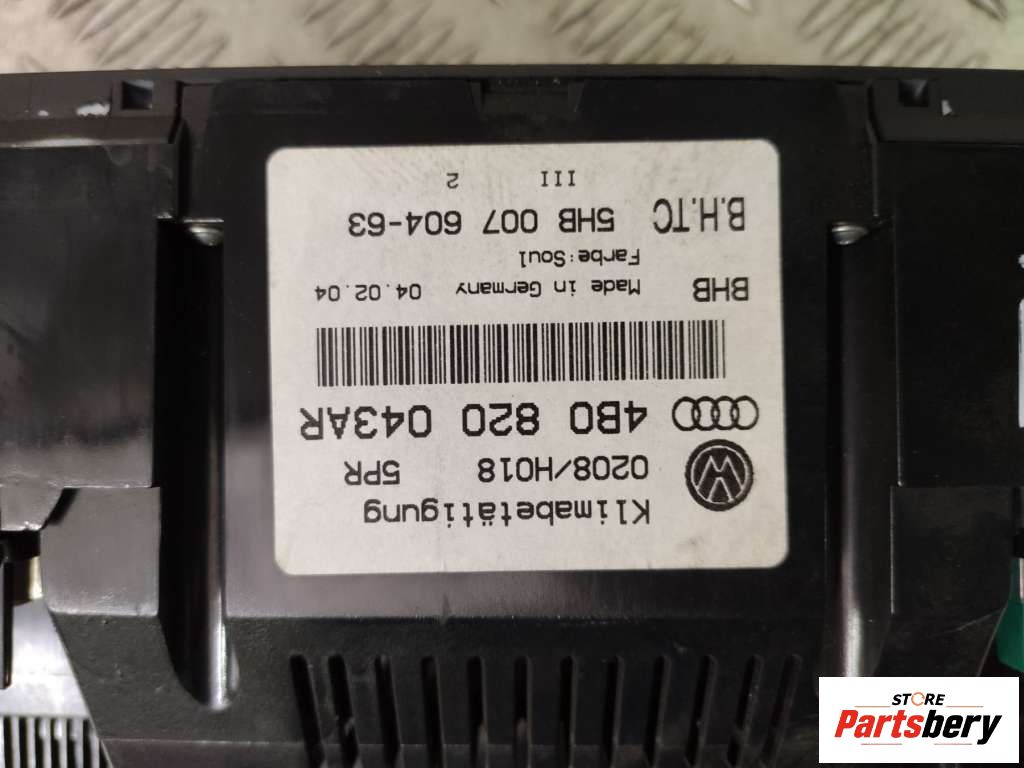 Klimabetätigung
0208/H018 5PR
4B0 820 043AR
BHB Made in Germany 04.02.04
Farbe:Soul
B.H.TC 5HB 007 604-63
III 2
STORE
Partsbery